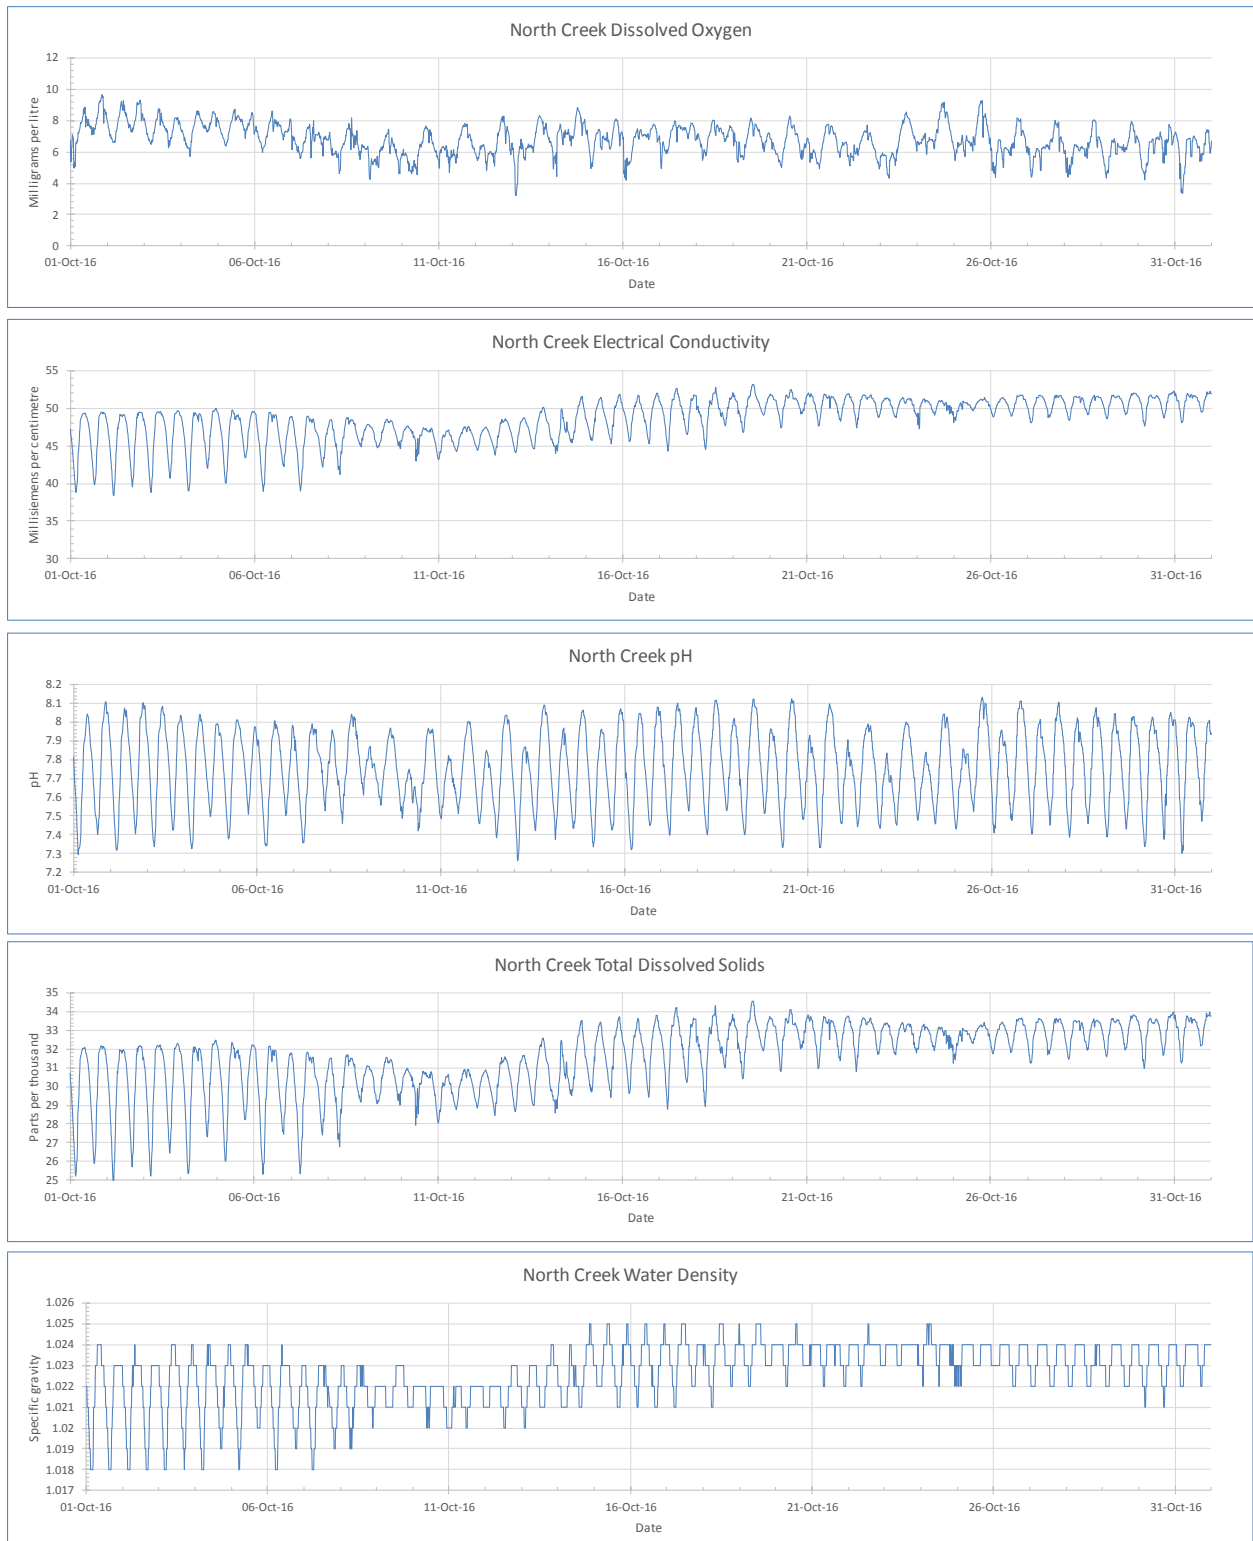 North Creek Dissolved Oxygen
Milligrams per litre
12
10
8
6
4
2
0
01-Oct-16 06-Oct-16 11-Oct-16 16-Oct-16 21-Oct-16 26-Oct-16 31-Oct-16
Date
North Creek Electrical Conductivity
Millisiemens per centimetre
55
50
45
40
35
30
01-Oct-16 06-Oct-16 11-Oct-16 16-Oct-16 21-Oct-16 26-Oct-16 31-Oct-16
Date
North Creek pH
pH
8.2
8.1
8
7.9
7.8
7.7
7.6
7.5
7.4
7.3
7.2
01-Oct-16 06-Oct-16 11-Oct-16 16-Oct-16 21-Oct-16 26-Oct-16 31-Oct-16
Date
North Creek Total Dissolved Solids
Parts per thousand
35
34
33
32
31
30
29
28
27
26
25
01-Oct-16 06-Oct-16 11-Oct-16 16-Oct-16 21-Oct-16 26-Oct-16 31-Oct-16
Date
North Creek Water Density
Specific gravity
1.026
1.025
1.024
1.023
1.022
1.021
1.02
1.019
1.018
1.017
01-Oct-16 06-Oct-16 11-Oct-16 16-Oct-16 21-Oct-16 26-Oct-16 31-Oct-16
Date